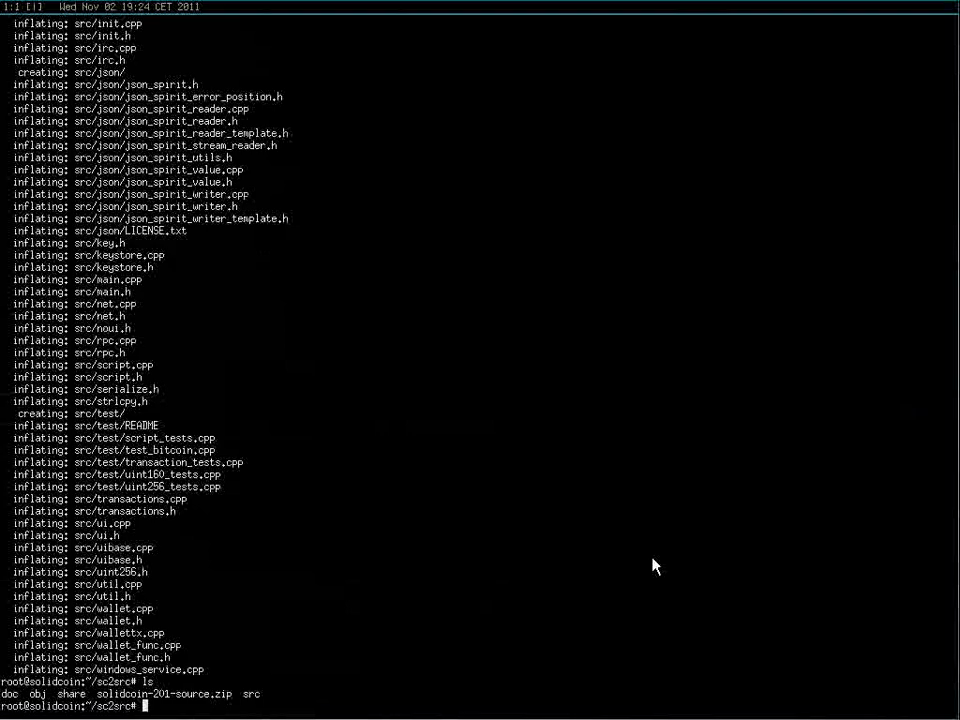 1:1 [|] Wed Nov 02 19:24 CET 2011
inflating: src/init.cpp
inflating: src/init.h
inflating: src/irc.cpp
inflating: src/irc.h
creating: src/json/
inflating: src/json/json_spirit.h
inflating: src/json/json_spirit_error_position.h
inflating: src/json/json_spirit_reader.cpp
inflating: src/json/json_spirit_reader.h
inflating: src/json/json_spirit_reader_template.h
inflating: src/json/json_spirit_stream_reader.h
inflating: src/json/json_spirit_utils.h
inflating: src/json/json_spirit_value.cpp
inflating: src/json/json_spirit_value.h
inflating: src/json/json_spirit_writer.cpp
inflating: src/json/json_spirit_writer.h
inflating: src/json/json_spirit_writer_template.h
inflating: src/json/LICENSE.txt
inflating: src/key.h
inflating: src/keystore.cpp
inflating: src/keystore.h
inflating: src/main.cpp
inflating: src/main.h
inflating: src/net.cpp
inflating: src/net.h
inflating: src/noui.h
inflating: src/rpc.cpp
inflating: src/rpc.h
inflating: src/script.cpp
inflating: src/script.h
inflating: src/serialize.h
inflating: src/strlcpy.h
creating: src/test/
inflating: src/test/README
inflating: src/test/script_tests.cpp
inflating: src/test/test_bitcoin.cpp
inflating: src/test/transaction_tests.cpp
inflating: src/test/uint160_tests.cpp
inflating: src/test/uint256_tests.cpp
inflating: src/transactions.cpp
inflating: src/transactions.h
inflating: src/ui.cpp
inflating: src/ui.h
inflating: src/uibase.cpp
inflating: src/uibase.h
inflating: src/uint256.h
inflating: src/util.cpp
inflating: src/util.h
inflating: src/wallet.cpp
inflating: src/wallet.h
inflating: src/wallettx.cpp
inflating: src/wallet_func.cpp
inflating: src/wallet_func.h
inflating: src/windows_service.cpp
root@solidcoin:~/sc2src# ls
doc obj share solidcoin-201-source.zip src
root@solidcoin:~/sc2src#